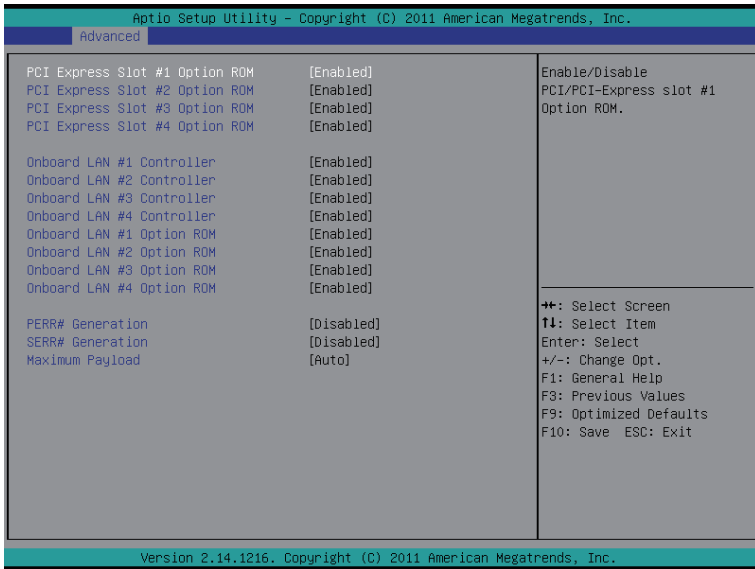 Aptio Setup Utility – Copyright (C) 2011 American Megatrends, Inc.
Advanced
PCI Express Slot #1 Option ROM [Enabled]
PCI Express Slot #2 Option ROM [Enabled]
PCI Express Slot #3 Option ROM [Enabled]
PCI Express Slot #4 Option ROM [Enabled]
Onboard LAN #1 Controller [Enabled]
Onboard LAN #2 Controller [Enabled]
Onboard LAN #3 Controller [Enabled]
Onboard LAN #4 Controller [Enabled]
Onboard LAN #1 Option ROM [Enabled]
Onboard LAN #2 Option ROM [Enabled]
Onboard LAN #3 Option ROM [Enabled]
Onboard LAN #4 Option ROM [Enabled]
PERR# Generation [Disabled]
SERR# Generation [Disabled]
Maximum Payload [Auto]
Enable/Disable
PCI/PCI-Express slot #1
Option ROM.
→←: Select Screen
↑↓: Select Item
Enter: Select
+/-: Change Opt.
F1: General Help
F3: Previous Values
F9: Optimized Defaults
F10: Save ESC: Exit
Version 2.14.1216. Copyright (C) 2011 American Megatrends, Inc.